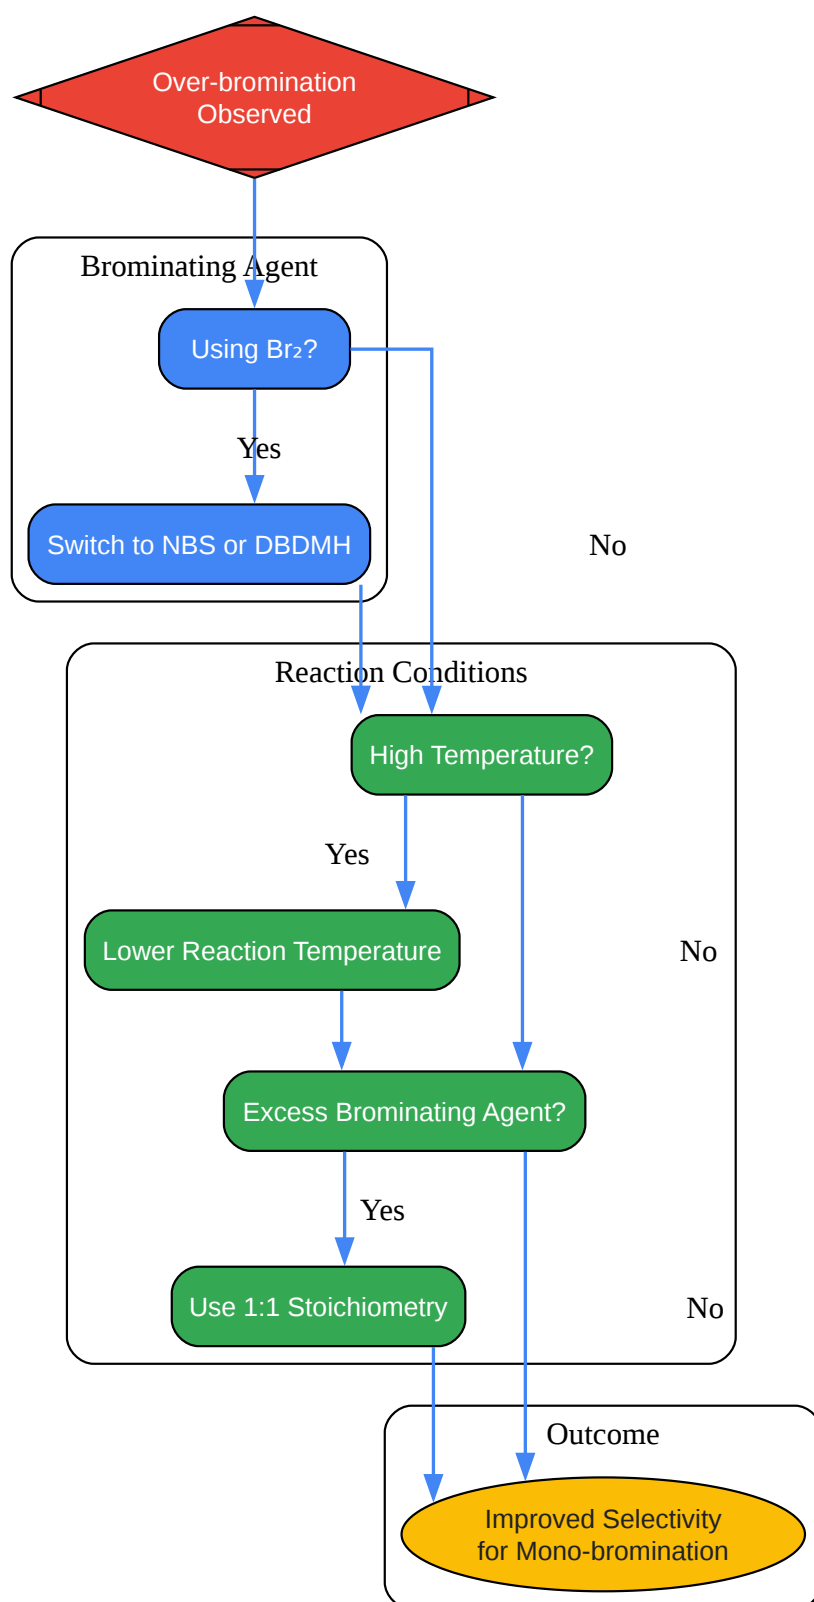 Over-bromination
Observed
Brominating Agent
Using Br₂?
Yes
Switch to NBS or DBDMH
No
Reaction Conditions
High Temperature?
Yes
Lower Reaction Temperature
No
Excess Brominating Agent?
Yes
Use 1:1 Stoichiometry
No
Outcome
Improved Selectivity
for Mono-bromination